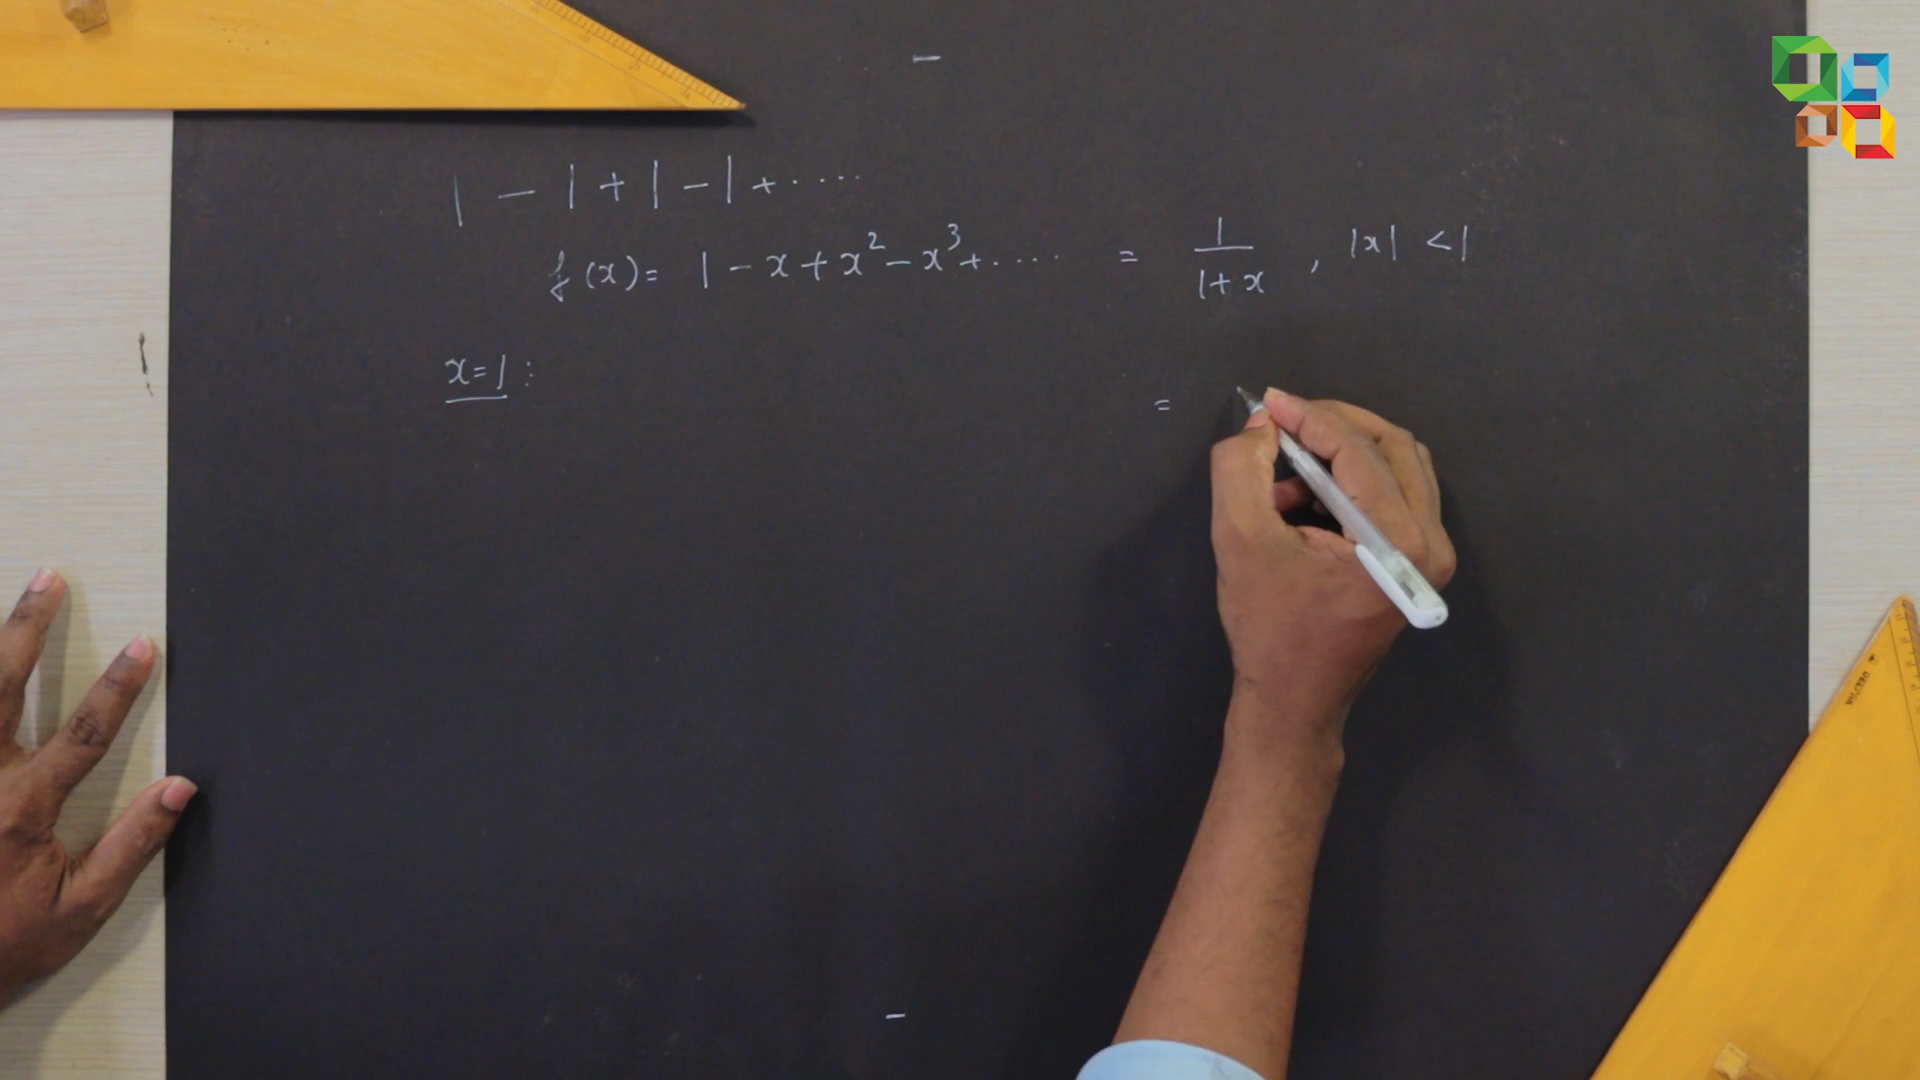 1 - 1 + 1 - 1 + .....
f(x) = 1 - x + x² - x³ + ..... = 1/(1+x) , |x| < 1
x = 1 :
=